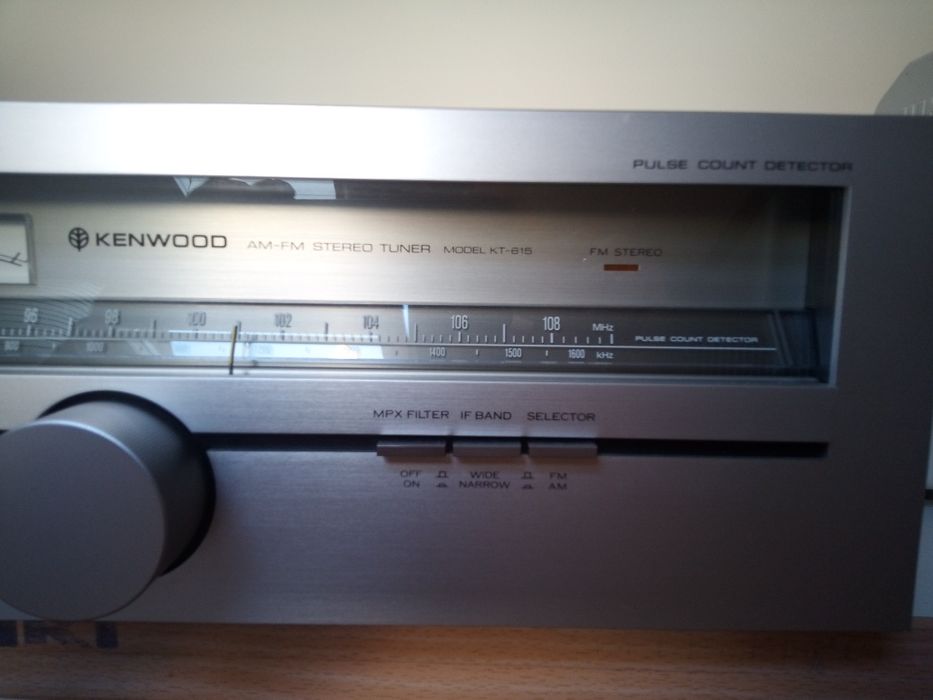 PULSE COUNT DETECTOR
KENWOOD AM-FM STEREO TUNER MODEL KT-615 FM STEREO
96 98 100 102 104 106 108 MHz
PULSE COUNT DETECTOR
1000 1400 1500 1600 kHz
MPX FILTER IF BAND SELECTOR
OFF WIDE FM
ON NARROW AM